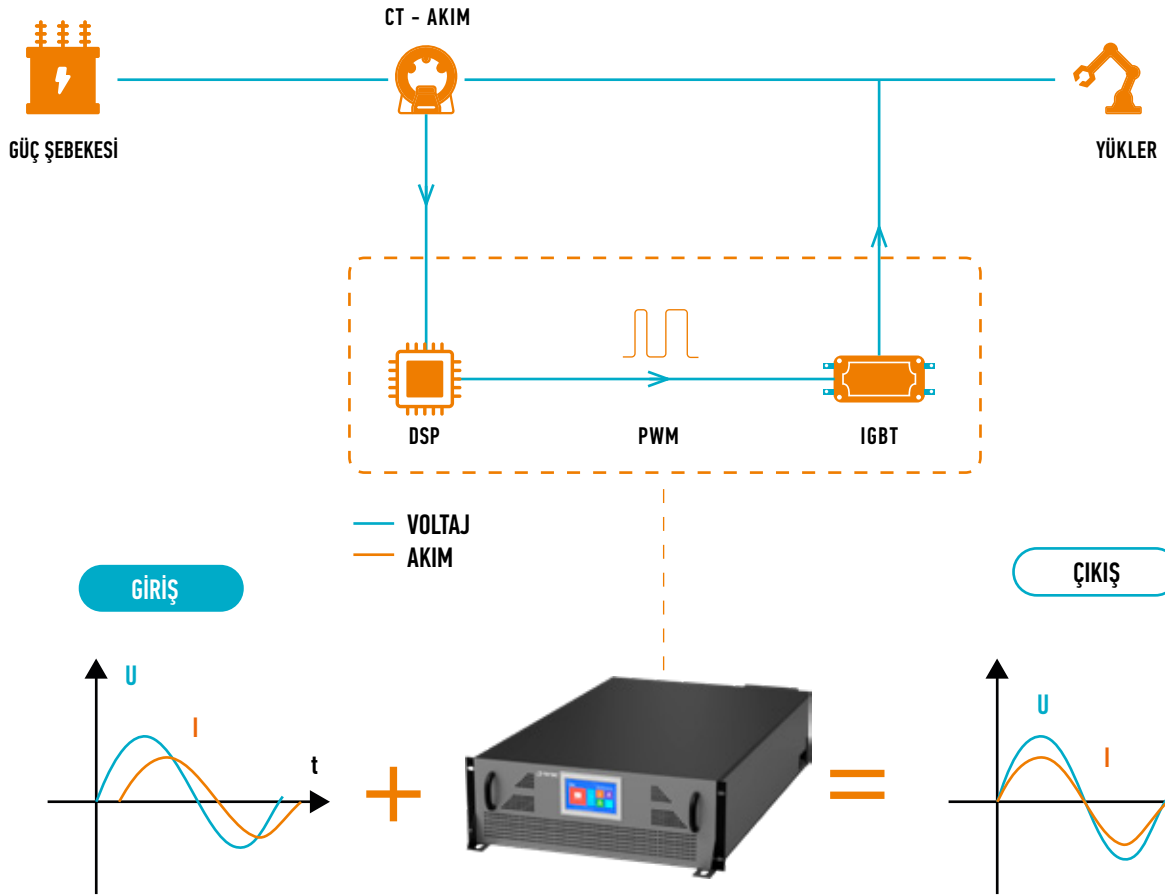 CT - AKIM
GÜÇ ŞEBEKESİ
YÜKLER
DSP
PWM
IGBT
VOLTAJ
AKIM
GİRİŞ
ÇIKIŞ
U
I
t
U
I